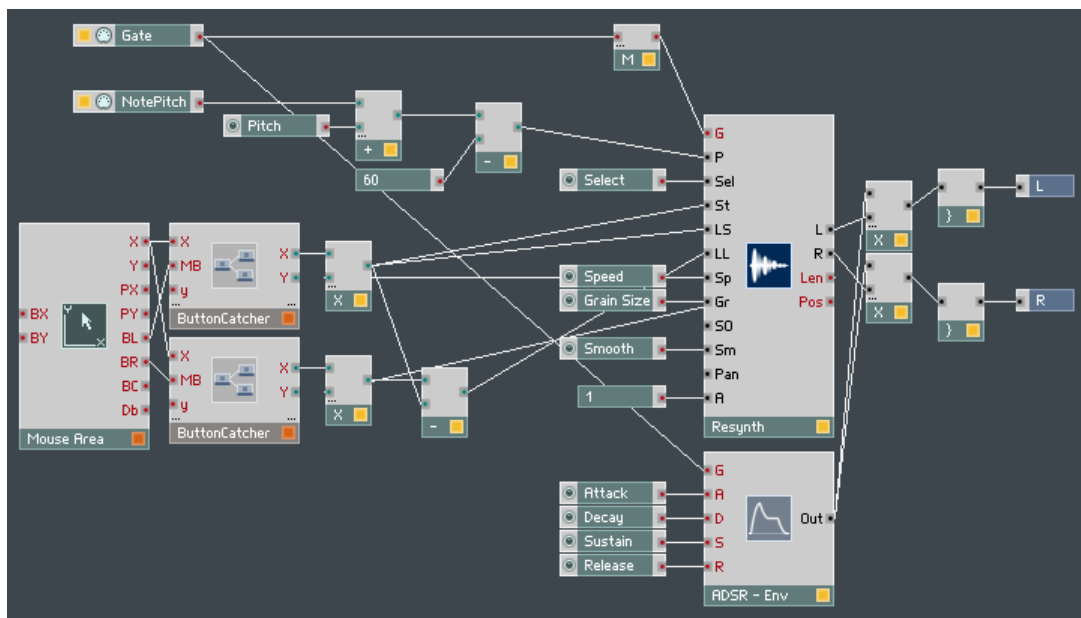 Gate
M
NotePitch
Pitch
+
-
60
G
P
Select
Sel
St
LS
LL
Speed
Sp
Grain Size
Gr
SO
Smooth
Sm
Pan
1
A
L
R
Len
Pos
Resynth
X
X
}
L
}
R
X
Y
PX
BX
PY
BY
BL
BR
BC
Db
Y
X
Mouse Area
X
MB
y
X
Y
...
...
ButtonCatcher
X
X
MB
y
X
Y
...
...
ButtonCatcher
X
-
G
Attack
A
Decay
D
Sustain
S
Release
R
Out
ADSR - Env